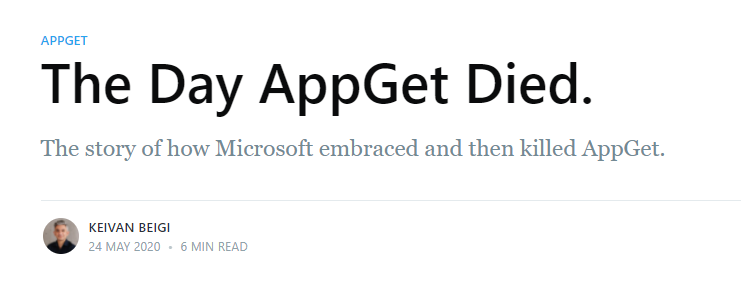 APPGET
The Day AppGet Died.
The story of how Microsoft embraced and then killed AppGet.
KEIVAN BEIGI
24 MAY 2020 • 6 MIN READ